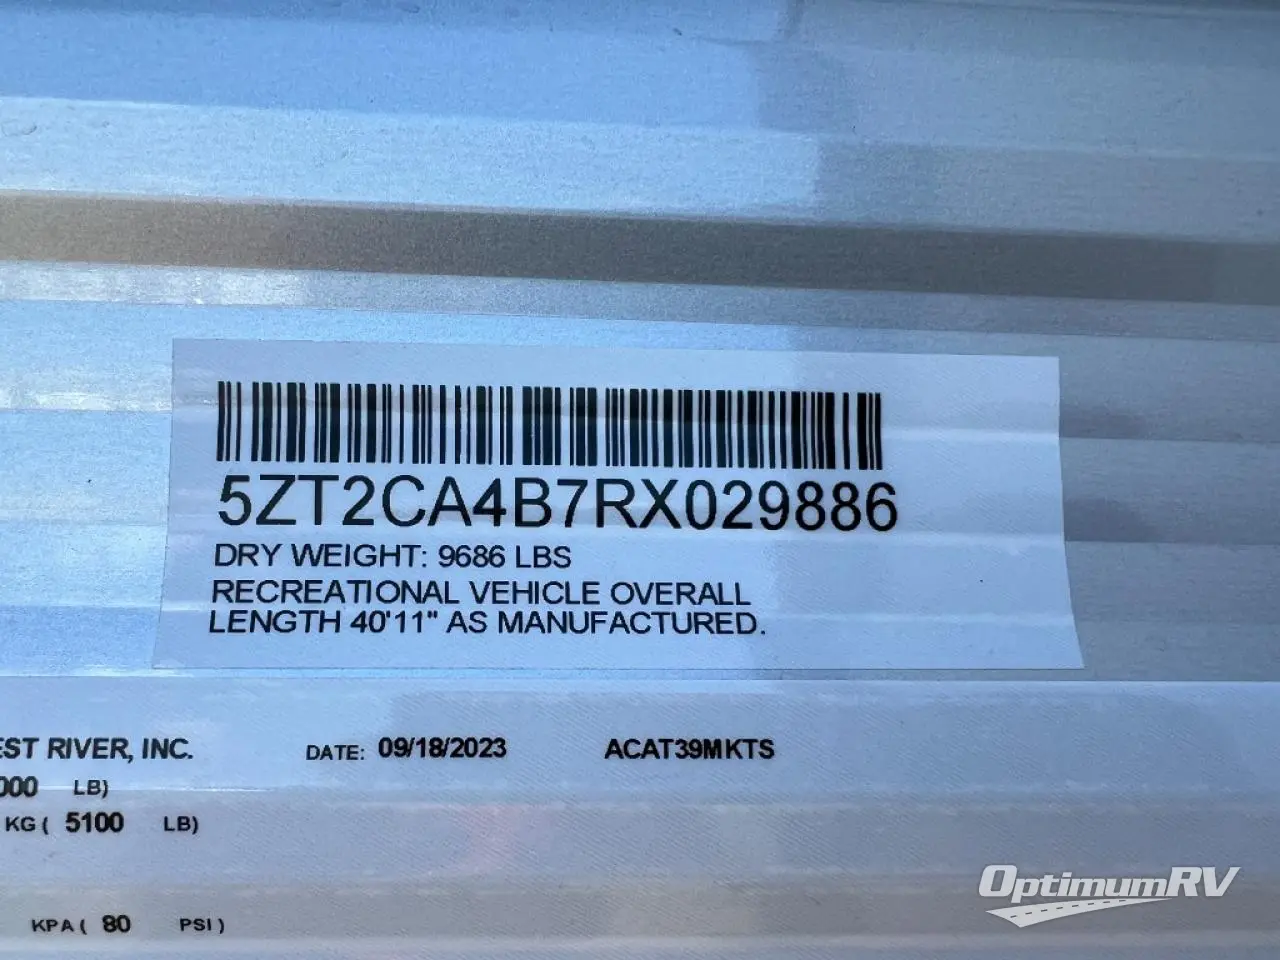 5ZT2CA4B7RX029886
DRY WEIGHT: 9686 LBS
RECREATIONAL VEHICLE OVERALL
LENGTH 40'11" AS MANUFACTURED.
EST RIVER, INC. DATE: 09/18/2023 ACAT39MKTS
000 LB)
KG ( 5100 LB)
KPA ( 80 PSI )
OptimumRV